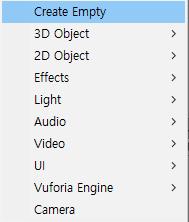 Create Empty
3D Object
2D Object
Effects
Light
Audio
Video
UI
Vuforia Engine
Camera